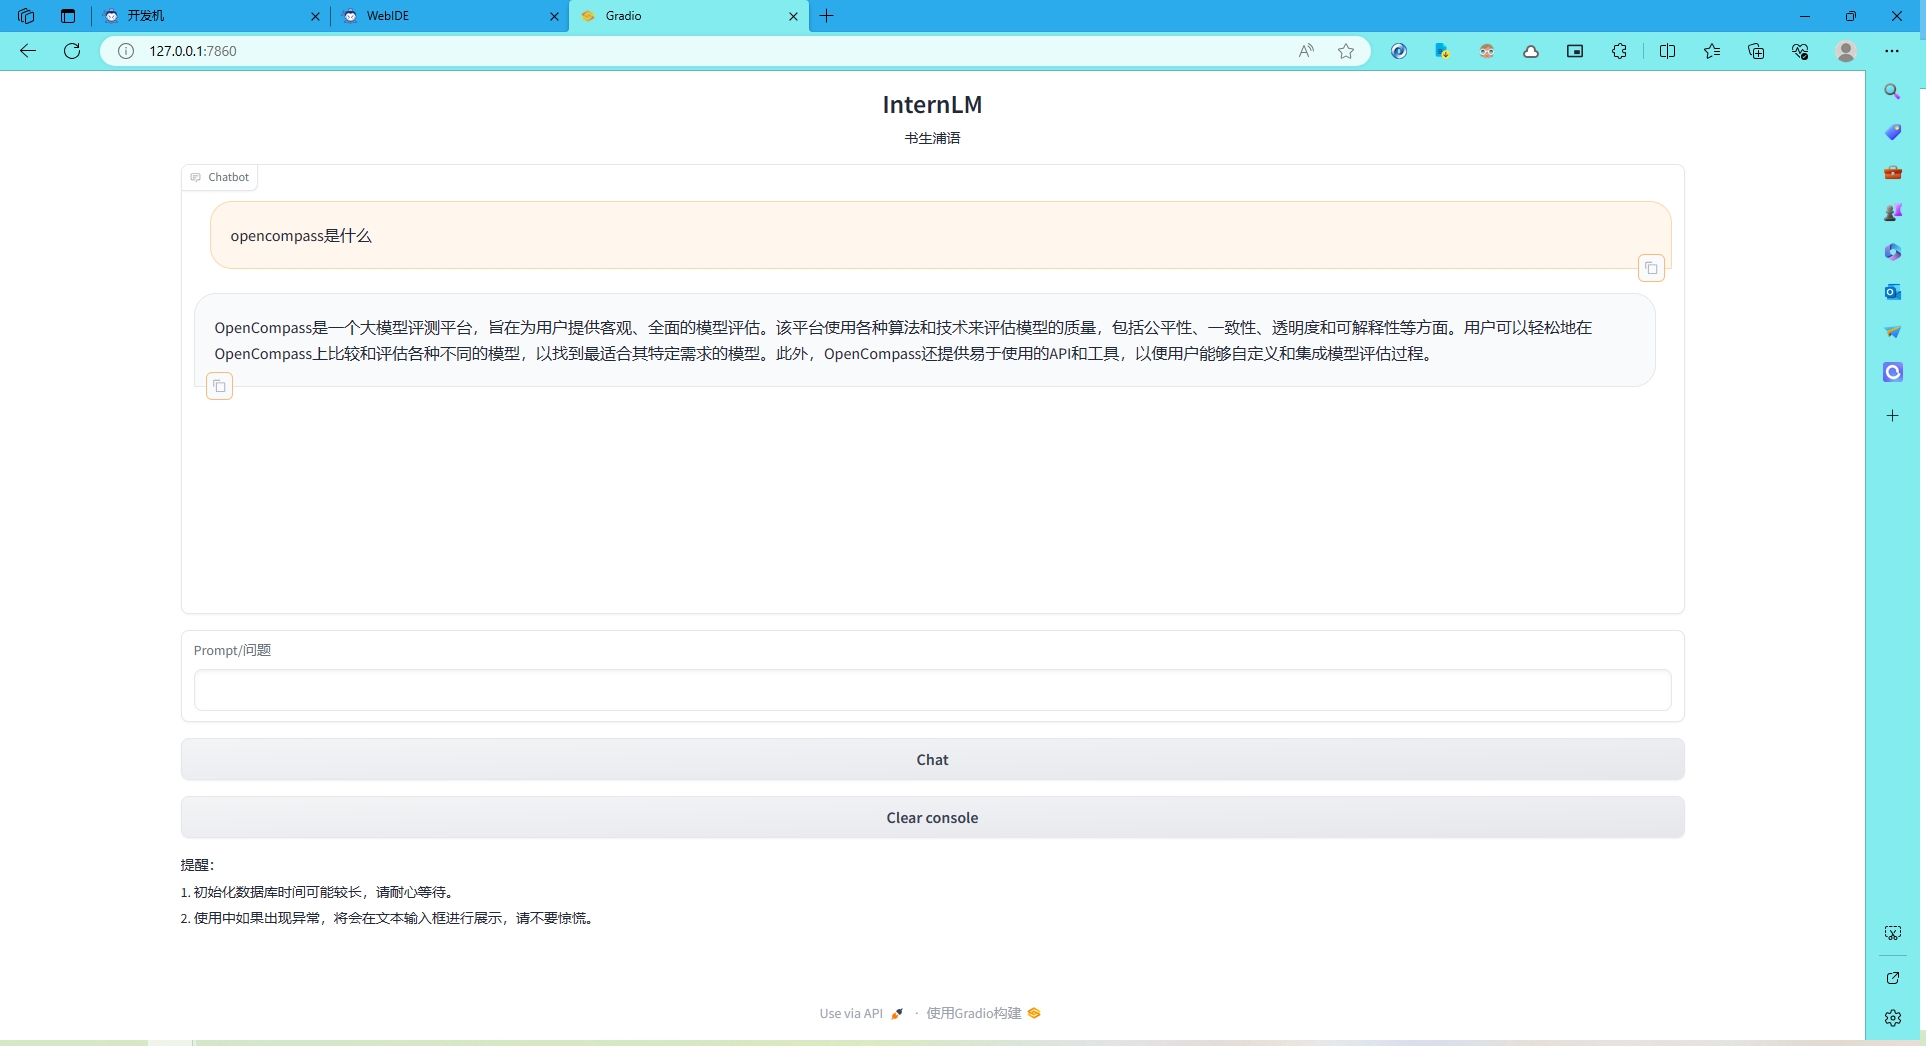 开发机
WebIDE
Gradio
127.0.0.1:7860
InternLM
书生浦语
Chatbot
opencompass是什么
OpenCompass是一个大模型评测平台，旨在为用户提供客观、全面的模型评估。该平台使用各种算法和技术来评估模型的质量，包括公平性、一致性、透明度和可解释性等方面。用户可以轻松地在
OpenCompass上比较和评估各种不同的模型，以找到最适合其特定需求的模型。此外，OpenCompass还提供易于使用的API和工具，以便用户能够自定义和集成模型评估过程。
Prompt/问题
Chat
Clear console
提醒：
1. 初始化数据库时间可能较长，请耐心等待。
2. 使用中如果出现异常，将会在文本输入框进行展示，请不要惊慌。
Use via API · 使用Gradio构建